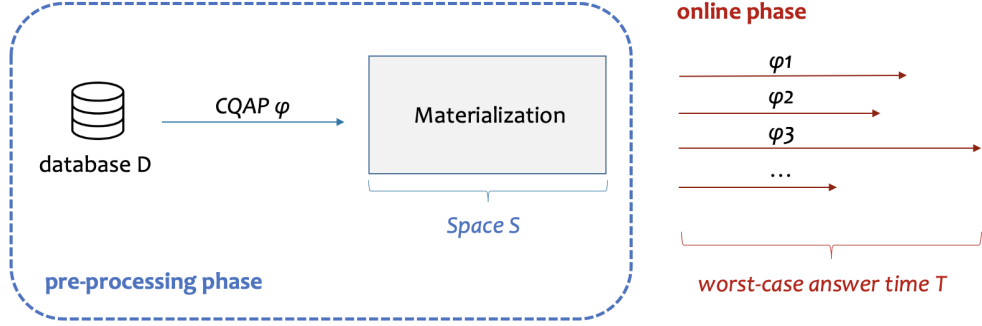 online phase
φ1
CQAP φ
φ2
Materialization
φ3
database D
...
Space S
pre-processing phase
worst-case answer time T